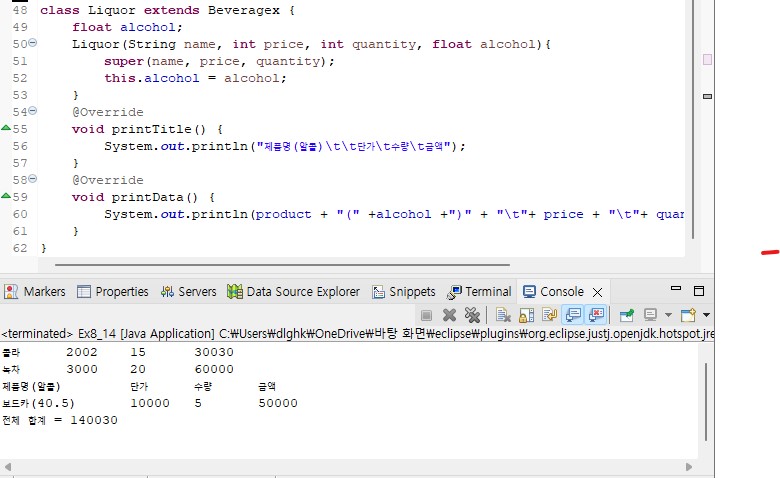 48 class Liquor extends Beveragex {
49 float alcohol;
50 Liquor(String name, int price, int quantity, float alcohol){
51 super(name, price, quantity);
52 this.alcohol = alcohol;
53 }
54 @Override
55 void printTitle() {
56 System.out.println("제품명(알콜)\t\t단가\t수량\t금액");
57 }
58 @Override
59 void printData() {
60 System.out.println(product + "(" +alcohol +")" + "\t"+ price + "\t"+ quan
61 }
62 }
Markers Properties Servers Data Source Explorer Snippets Terminal Console
<terminated> Ex8_14 [Java Application] C:₩Users₩dlghk₩OneDrive₩바탕 화면₩eclipse₩plugins₩org.eclipse.justj.openjdk.hotspot.jre
콜라 2002 15 30030
녹차 3000 20 60000
제품명(알콜) 단가 수량 금액
보드카(40.5) 10000 5 50000
전체 합계 = 140030